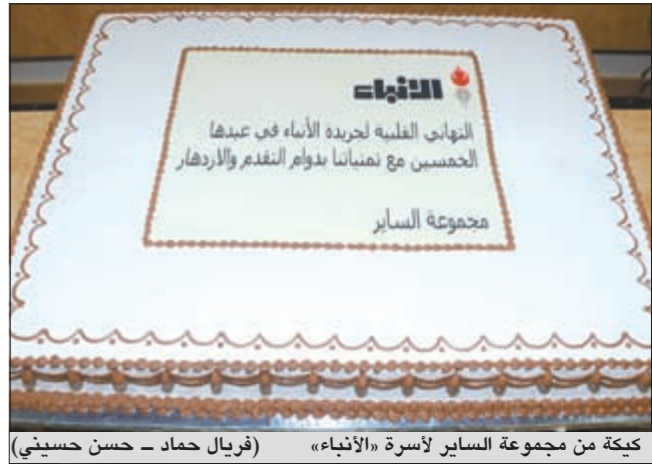 الأنباء
التهاني القلبية لجريدة الأنباء في عيدها
الخمسين مع تمنياتنا بدوام التقدم والازدهار
مجموعة الساير
كيكة من مجموعة الساير لأسرة «الأنباء» (فريال حماد ــ حسن حسيني)